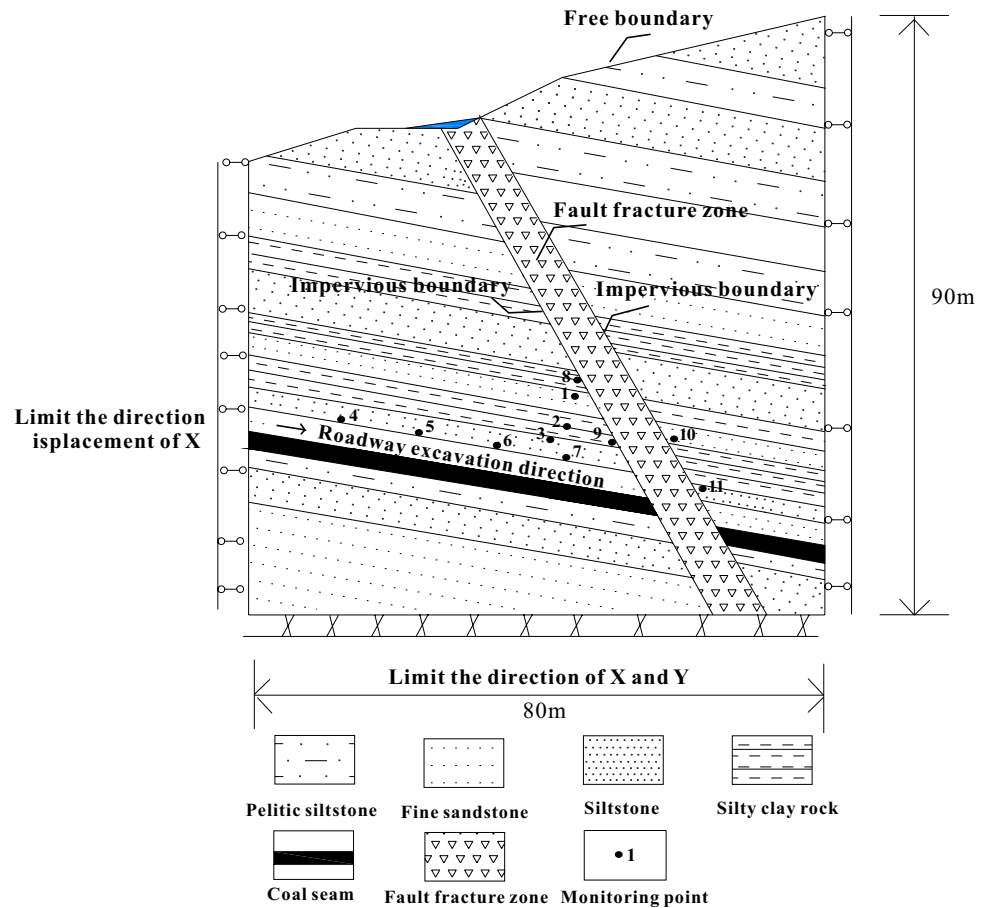 Free boundary
Fault fracture zone
Impervious boundary
Impervious boundary
90m
8
1
2
3
9
10
4
5
6
7
11
Limit the direction
isplacement of X
Roadway excavation direction
Limit the direction of X and Y
80m
Pelitic siltstone
Fine sandstone
Siltstone
Silty clay rock
1
Coal seam
Fault fracture zone
Monitoring point